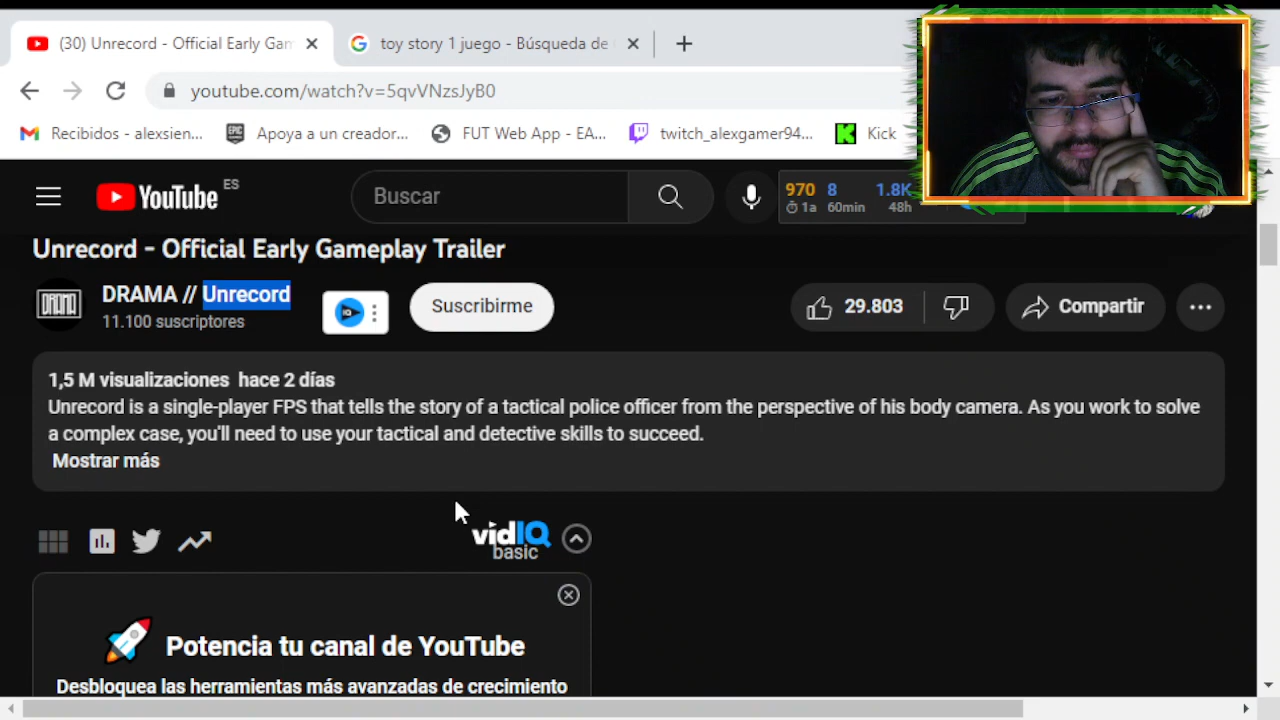 (30) Unrecord - Official Early Gam
toy story 1 juego - Búsqueda de
youtube.com/watch?v=5qvVNzsJyB0
Recibidos - alexsien...
EPIC
Apoya a un creador...
FUT Web App - EA...
twitch_alexgamer94...
K
Kick
YouTube
ES
Buscar
970 8 1.8K
1a 60min 48h
Unrecord - Official Early Gameplay Trailer
DRAMA
DRAMA // Unrecord
11.100 suscriptores
IQ
Suscribirme
29.803
Compartir
1,5 M visualizaciones hace 2 días
Unrecord is a single-player FPS that tells the story of a tactical police officer from the perspective of his body camera. As you work to solve
a complex case, you'll need to use your tactical and detective skills to succeed.
Mostrar más
vidIQ
basic
Potencia tu canal de YouTube
Desbloquea las herramientas más avanzadas de crecimiento